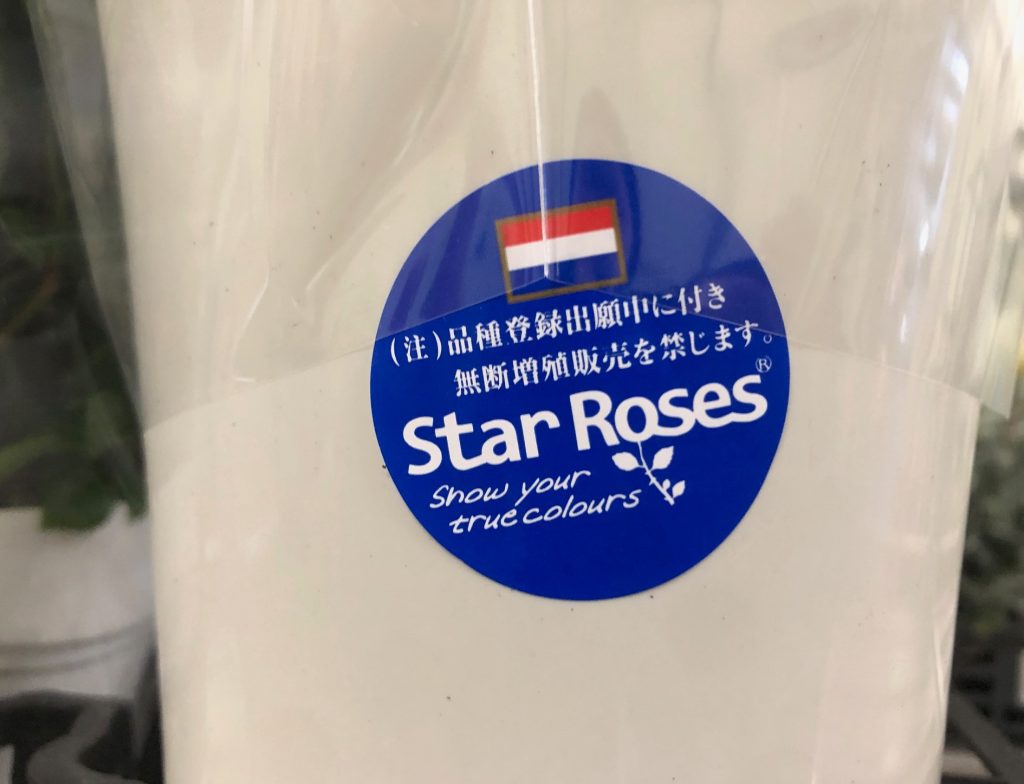 (注)品種登録出願中に付き
無断増殖販売を禁じます。
Star Roses®
Show your
true colours